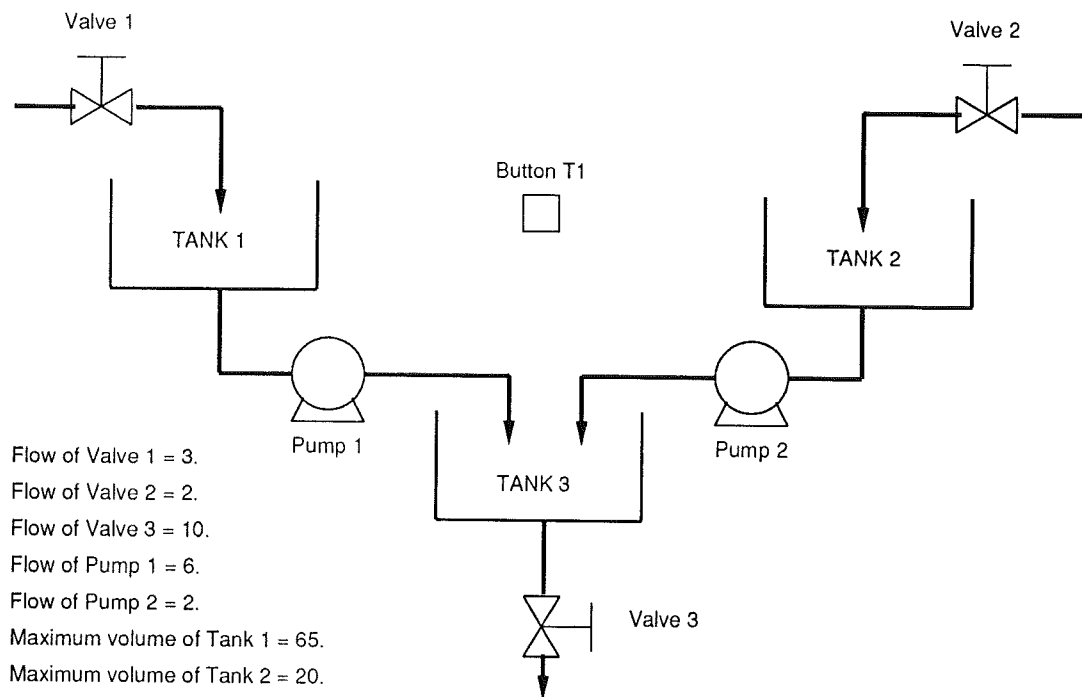 Valve 1
Valve 2
Button T1
TANK 1
TANK 2
Pump 1
Pump 2
TANK 3
Valve 3
Flow of Valve 1 = 3.
Flow of Valve 2 = 2.
Flow of Valve 3 = 10.
Flow of Pump 1 = 6.
Flow of Pump 2 = 2.
Maximum volume of Tank 1 = 65.
Maximum volume of Tank 2 = 20.